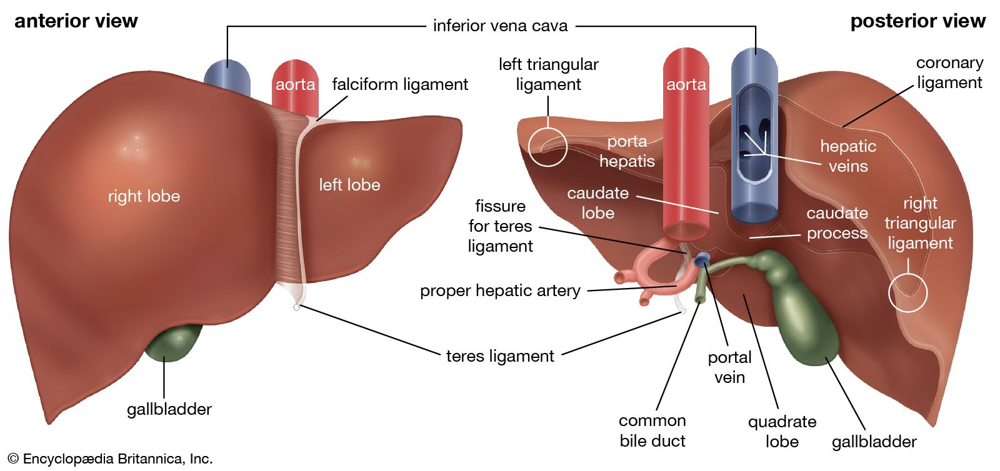 anterior view
inferior vena cava
posterior view
aorta
falciform ligament
right lobe
left lobe
gallbladder
teres ligament
left triangular
ligament
aorta
coronary
ligament
porta
hepatis
hepatic
veins
caudate
lobe
fissure
for teres
ligament
caudate
process
right
triangular
ligament
proper hepatic artery
portal
vein
common
bile duct
quadrate
lobe
gallbladder
© Encyclopædia Britannica, Inc.